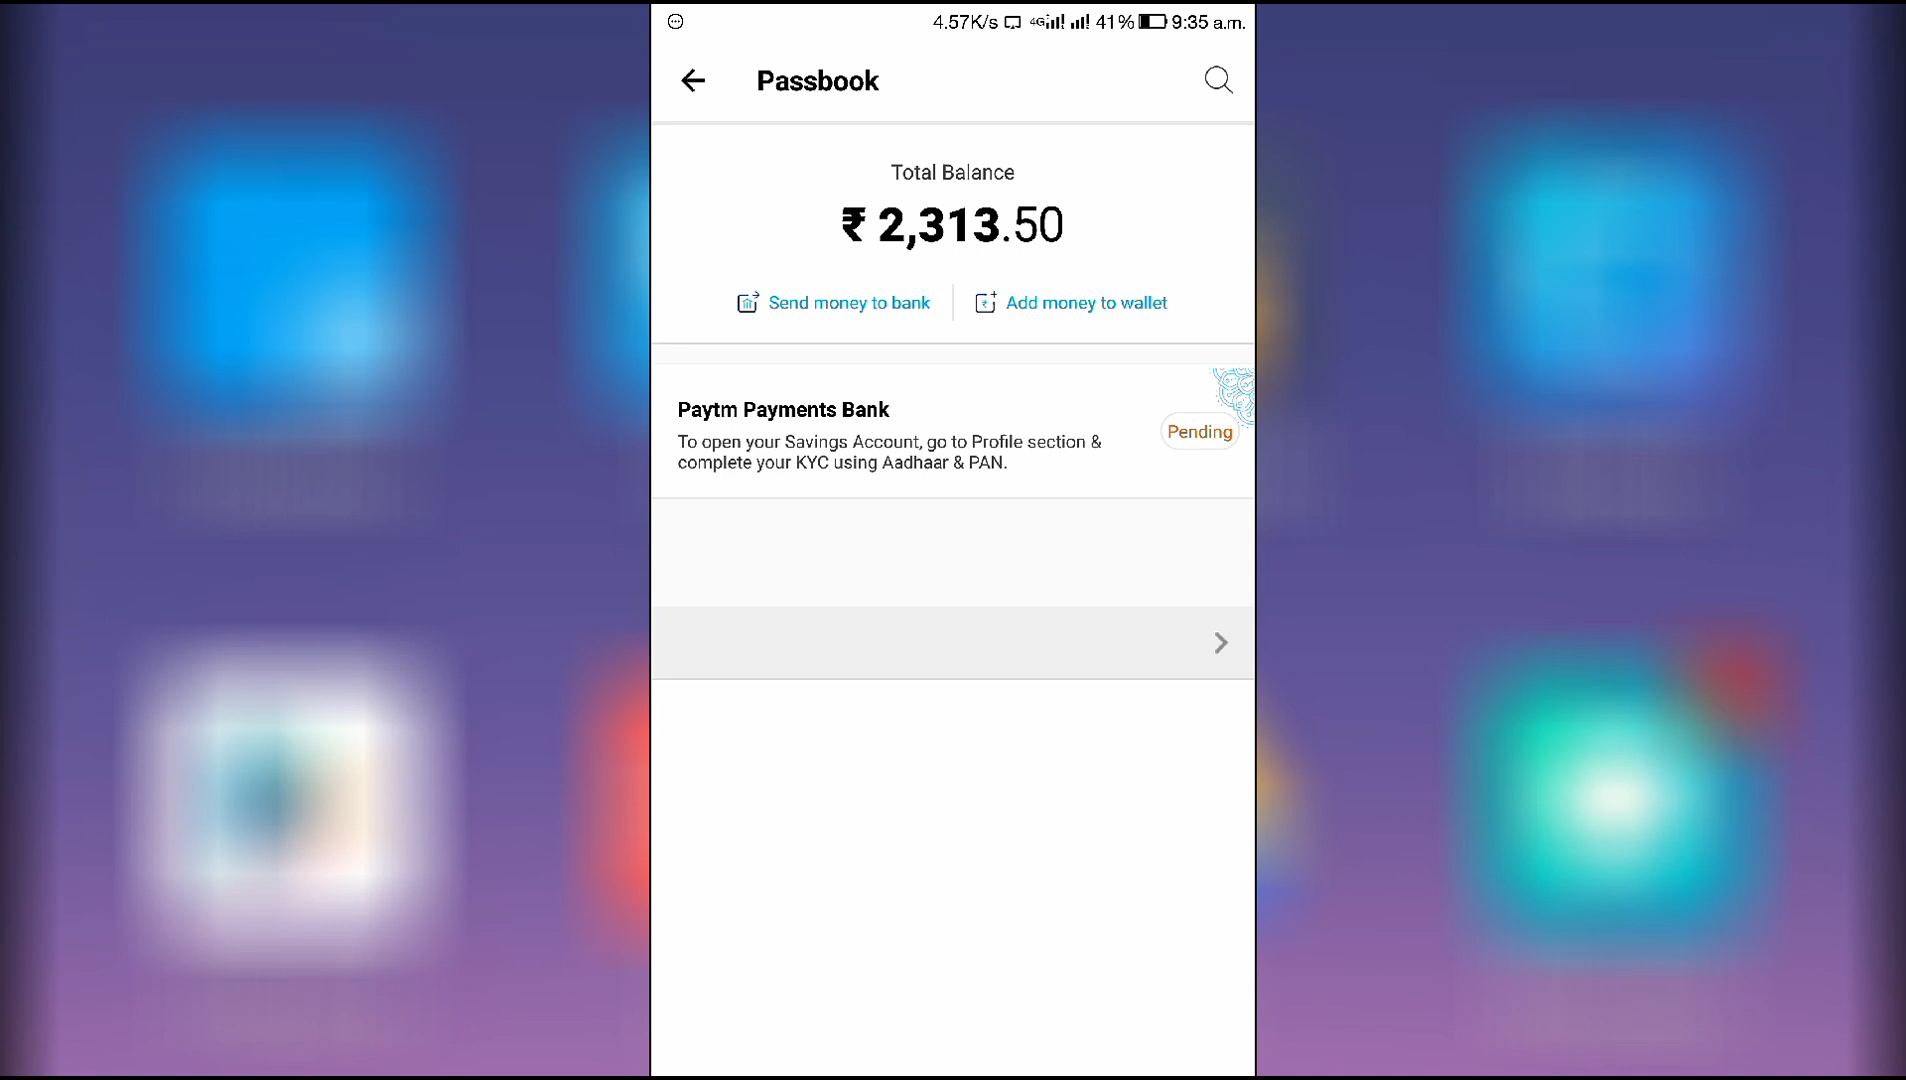 4.57K/s 4G 41% 9:35 a.m.
Passbook
Total Balance
₹ 2,313.50
Send money to bank
Add money to wallet
Paytm Payments Bank
To open your Savings Account, go to Profile section &
complete your KYC using Aadhaar & PAN.
Pending